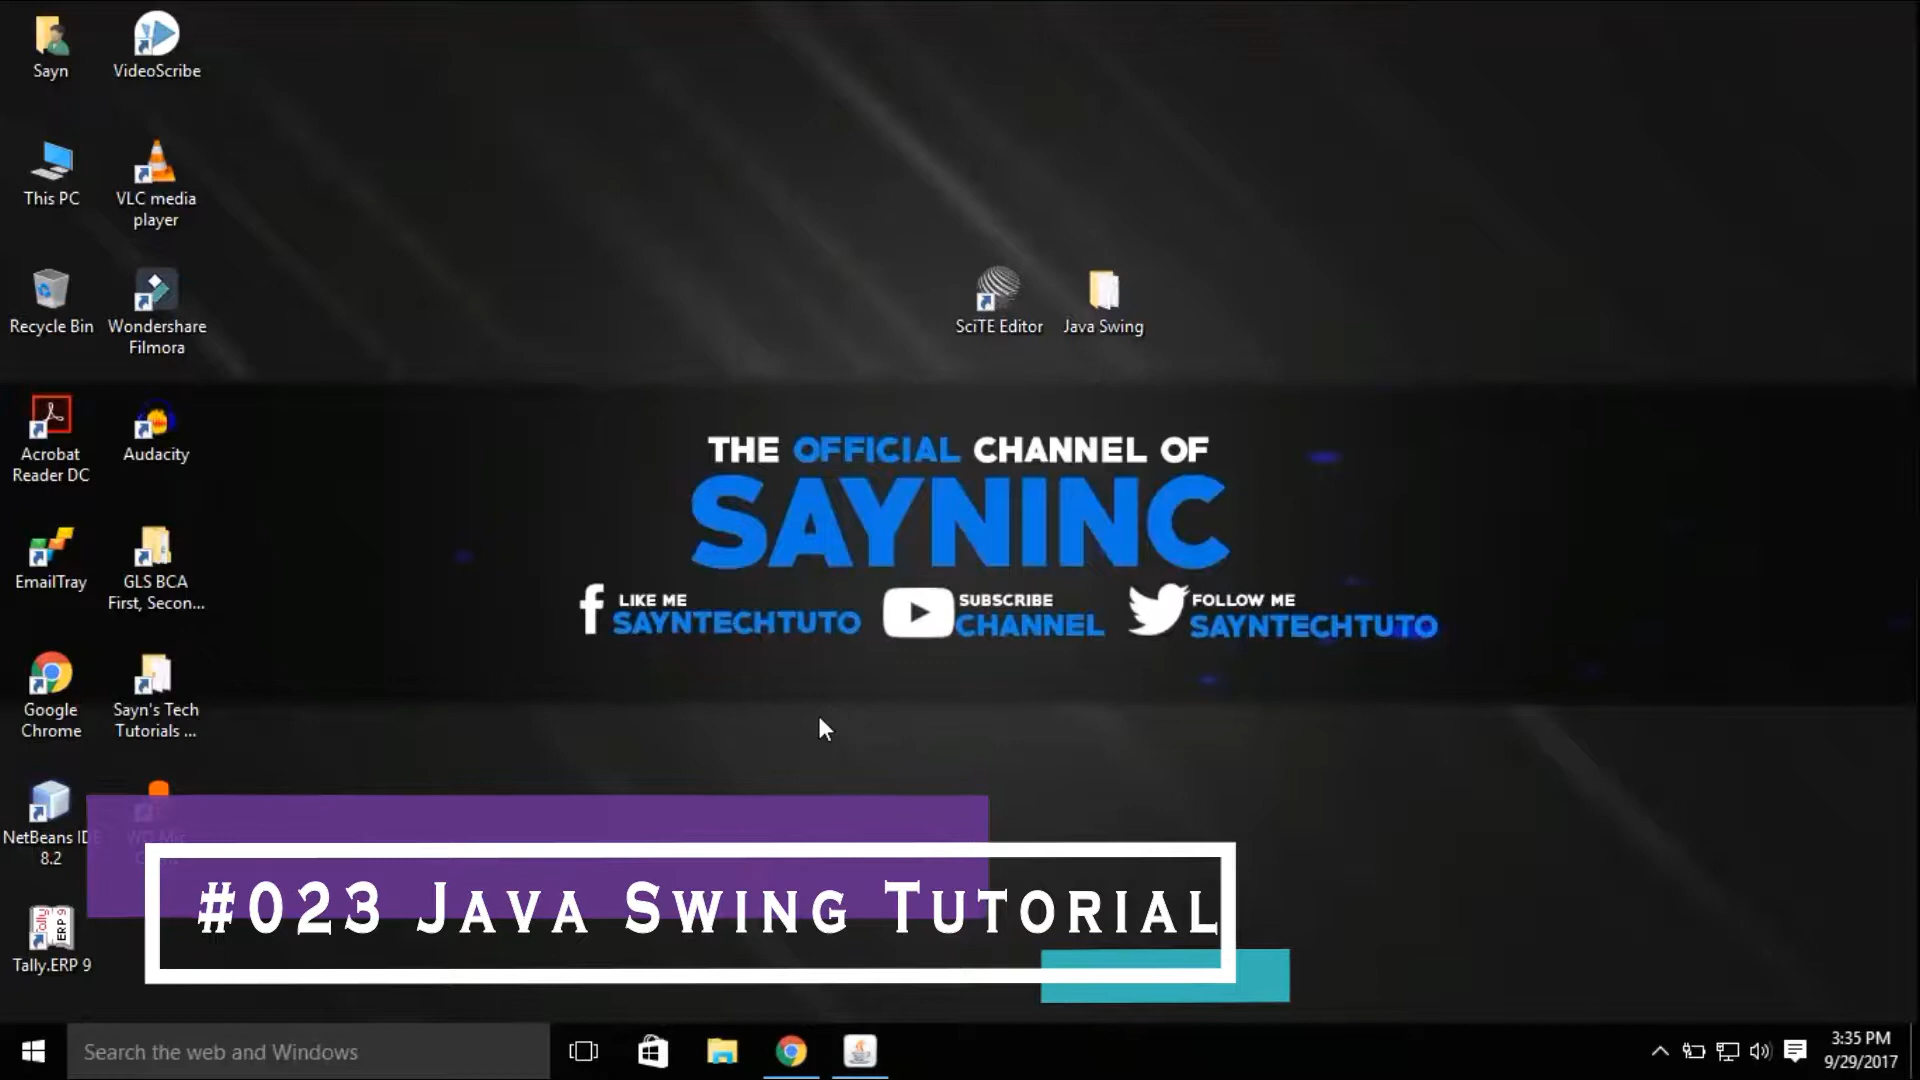 Sayn
VideoScribe
This PC
VLC media
player
Recycle Bin
Wondershare
Filmora
SciTE Editor
Java Swing
Acrobat
Reader DC
Audacity
THE OFFICIAL CHANNEL OF
SAYNINC
LIKE ME
SAYNTECHTUTO
SUBSCRIBE
CHANNEL
FOLLOW ME
SAYNTECHTUTO
EmailTray
GLS BCA
First, Secon...
Google
Chrome
Sayn's Tech
Tutorials ...
NetBeans IDE
8.2
WO Mic
#023 Java Swing Tutorial
Tally.ERP 9
Search the web and Windows
3:35 PM
9/29/2017